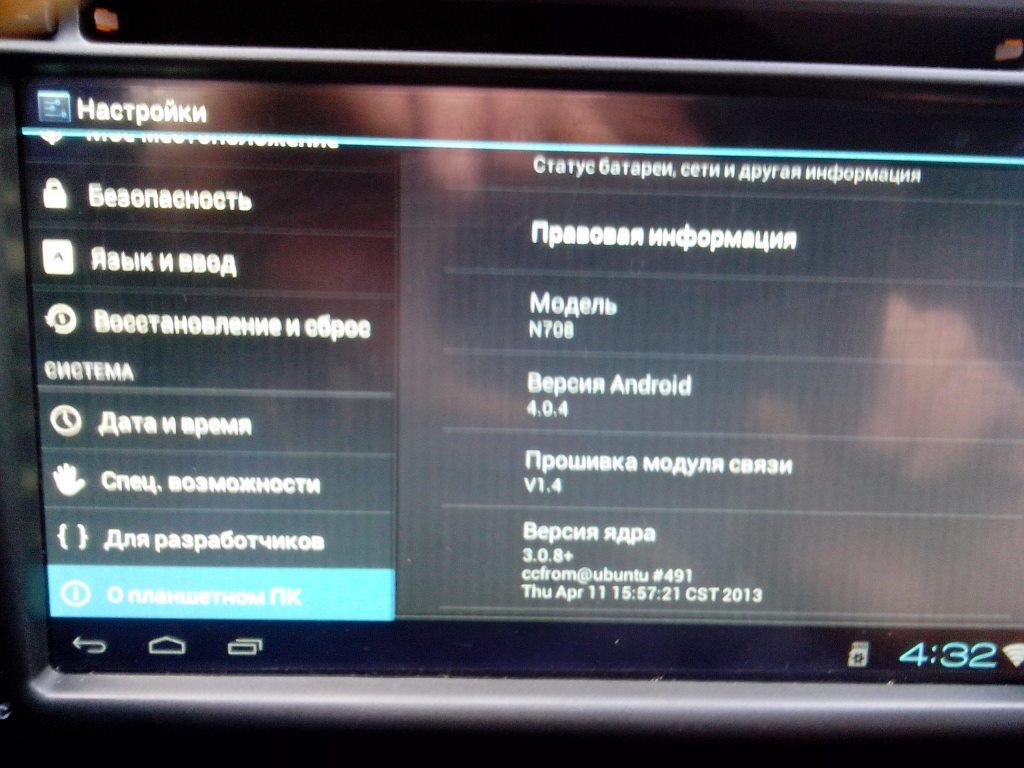 Настройки
Мое местоположение
Безопасность
Язык и ввод
Восстановление и сброс
СИСТЕМА
Дата и время
Спец. возможности
{ } Для разработчиков
О планшетном ПК
Статус батареи, сети и другая информация
Правовая информация
Модель
N708
Версия Android
4.0.4
Прошивка модуля связи
V1.4
Версия ядра
3.0.8+
ccfrom@ubuntu #491
Thu Apr 11 15:57:21 CST 2013
4:32